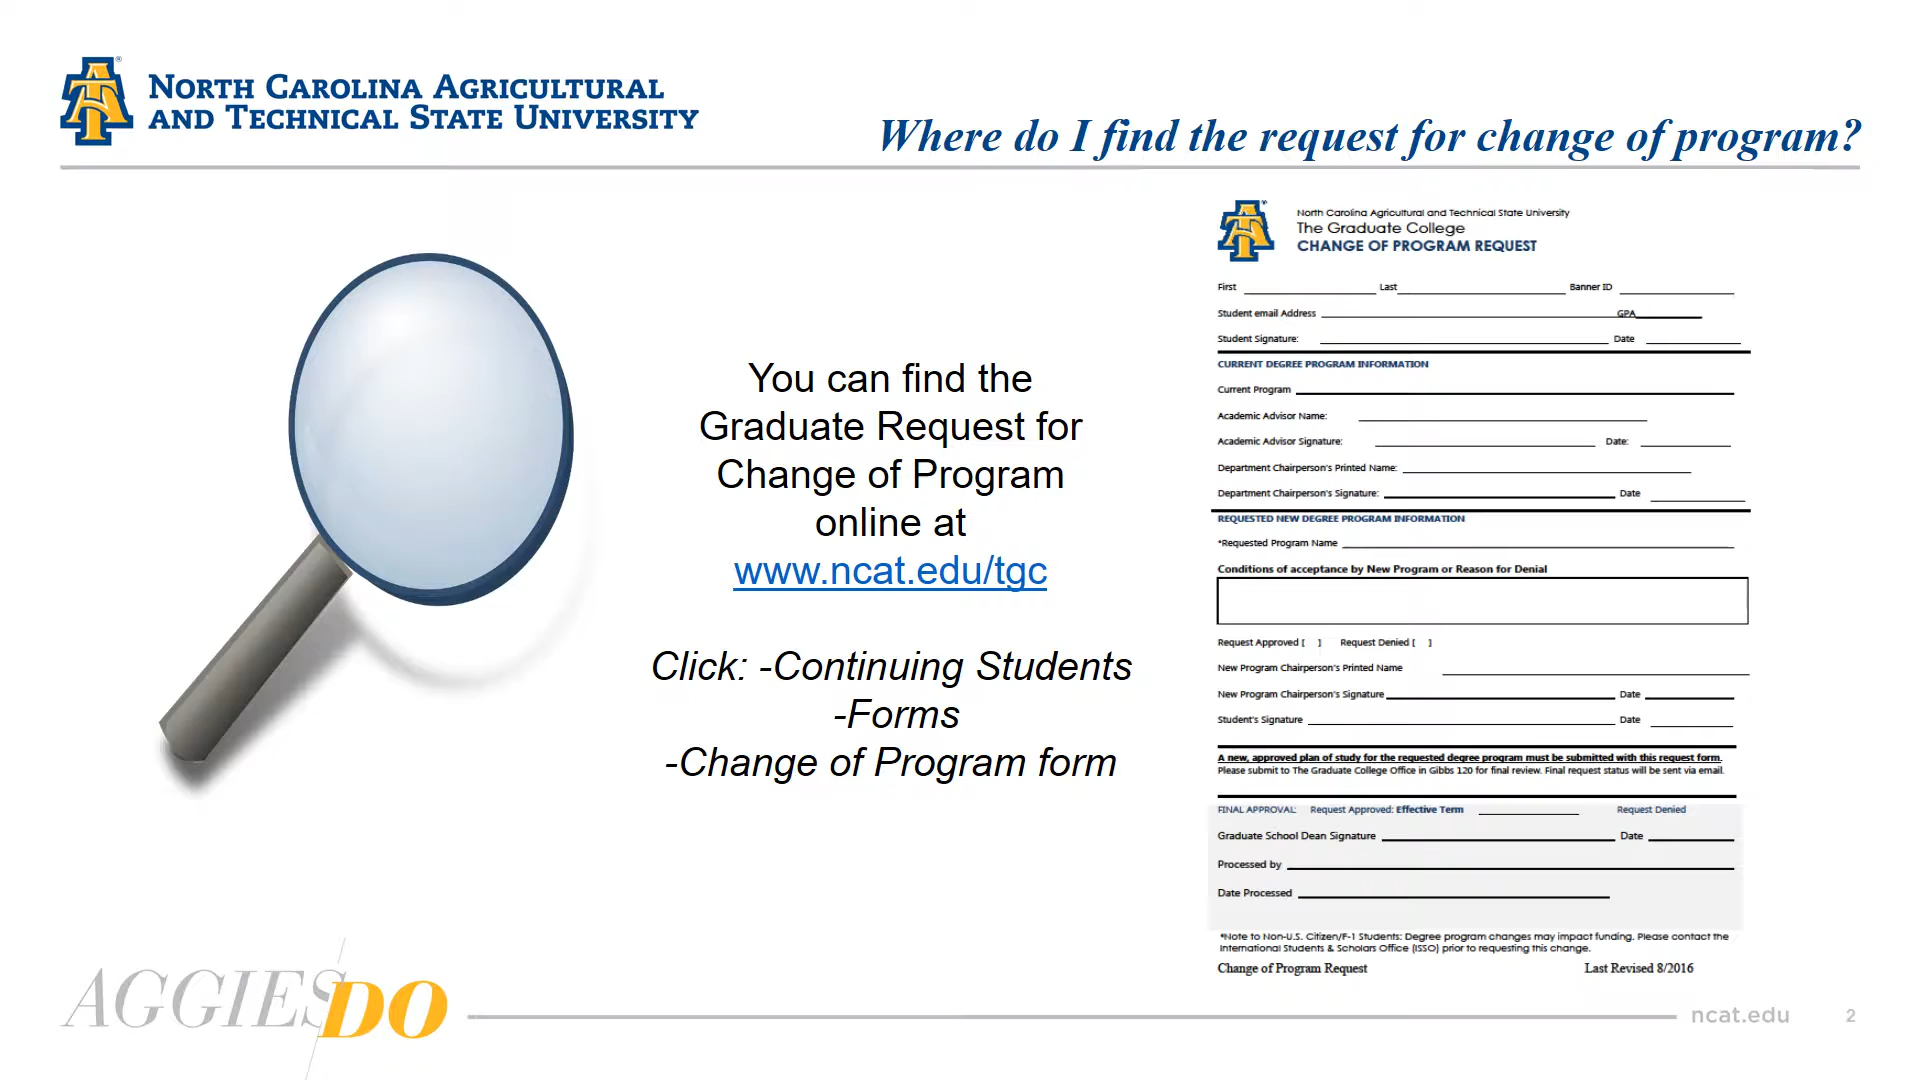 NORTH CAROLINA AGRICULTURAL
AND TECHNICAL STATE UNIVERSITY
Where do I find the request for change of program?
You can find the
Graduate Request for
Change of Program
online at
www.ncat.edu/tgc
Click: -Continuing Students
-Forms
-Change of Program form
North Carolina Agricultural and Technical State University
The Graduate College
CHANGE OF PROGRAM REQUEST
First Last Banner ID
Student email Address GPA
Student Signature: Date
CURRENT DEGREE PROGRAM INFORMATION
Current Program
Academic Advisor Name:
Academic Advisor Signature: Date:
Department Chairperson's Printed Name:
Department Chairperson's Signature: Date
REQUESTED NEW DEGREE PROGRAM INFORMATION
*Requested Program Name
Conditions of acceptance by New Program or Reason for Denial
Request Approved [ ] Request Denied [ ]
New Program Chairperson's Printed Name
New Program Chairperson's Signature Date
Student's Signature Date
A new, approved plan of study for the requested degree program must be submitted with this request form.
Please submit to The Graduate College Office in Gibbs 120 for final review. Final request status will be sent via email.
FINAL APPROVAL: Request Approved: Effective Term Request Denied
Graduate School Dean Signature Date
Processed by
Date Processed
*Note to Non-U.S. Citizen/F-1 Students: Degree program changes may impact funding. Please contact the
International Students & Scholars Office (ISSO) prior to requesting this change.
Change of Program Request Last Revised 8/2016
AGGIES DO
ncat.edu 2